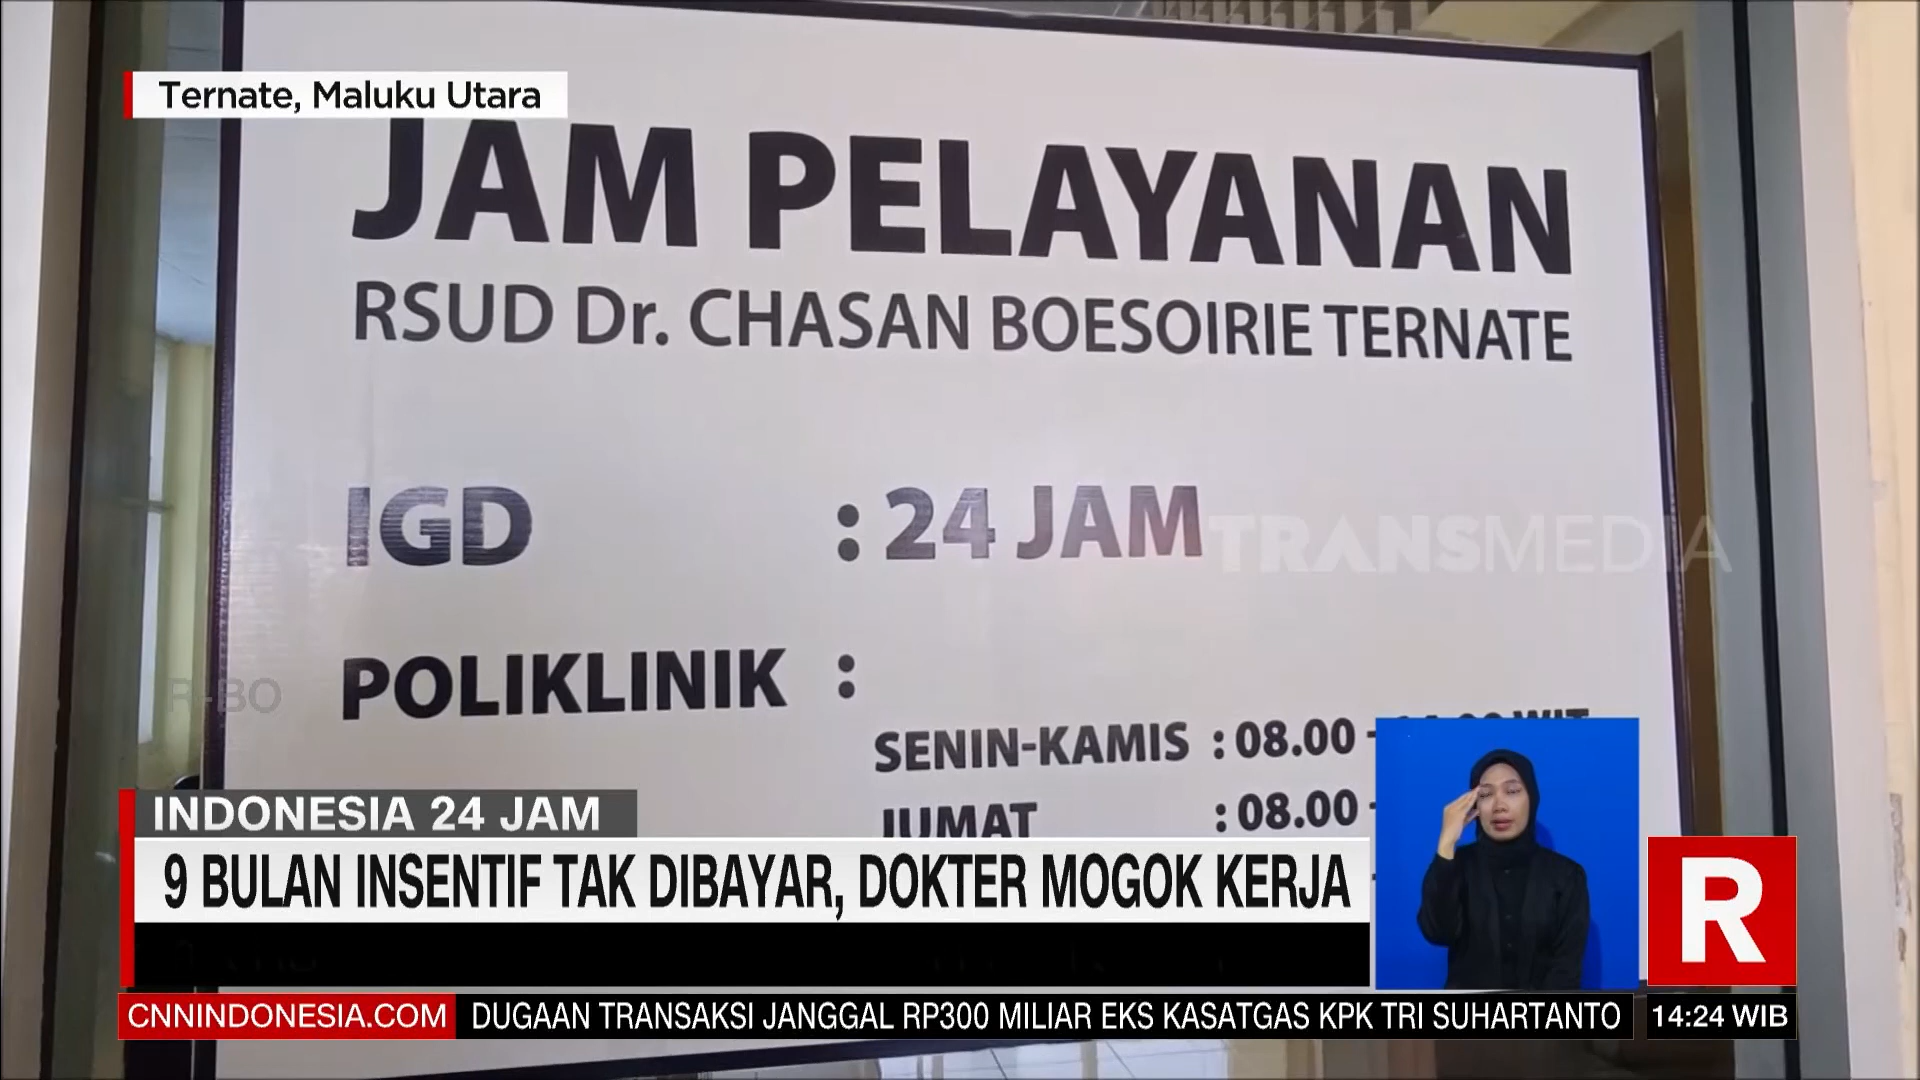 Ternate, Maluku Utara
JAM PELAYANAN
RSUD Dr. CHASAN BOESOIRIE TERNATE
IGD : 24 JAM
TRANSMEDIA
POLIKLINIK :
R-BO
SENIN-KAMIS : 08.00 -
JUMAT : 08.00
INDONESIA 24 JAM
9 BULAN INSENTIF TAK DIBAYAR, DOKTER MOGOK KERJA
R
CNNINDONESIA.COM DUGAAN TRANSAKSI JANGGAL RP300 MILIAR EKS KASATGAS KPK TRI SUHARTANTO 14:24 WIB